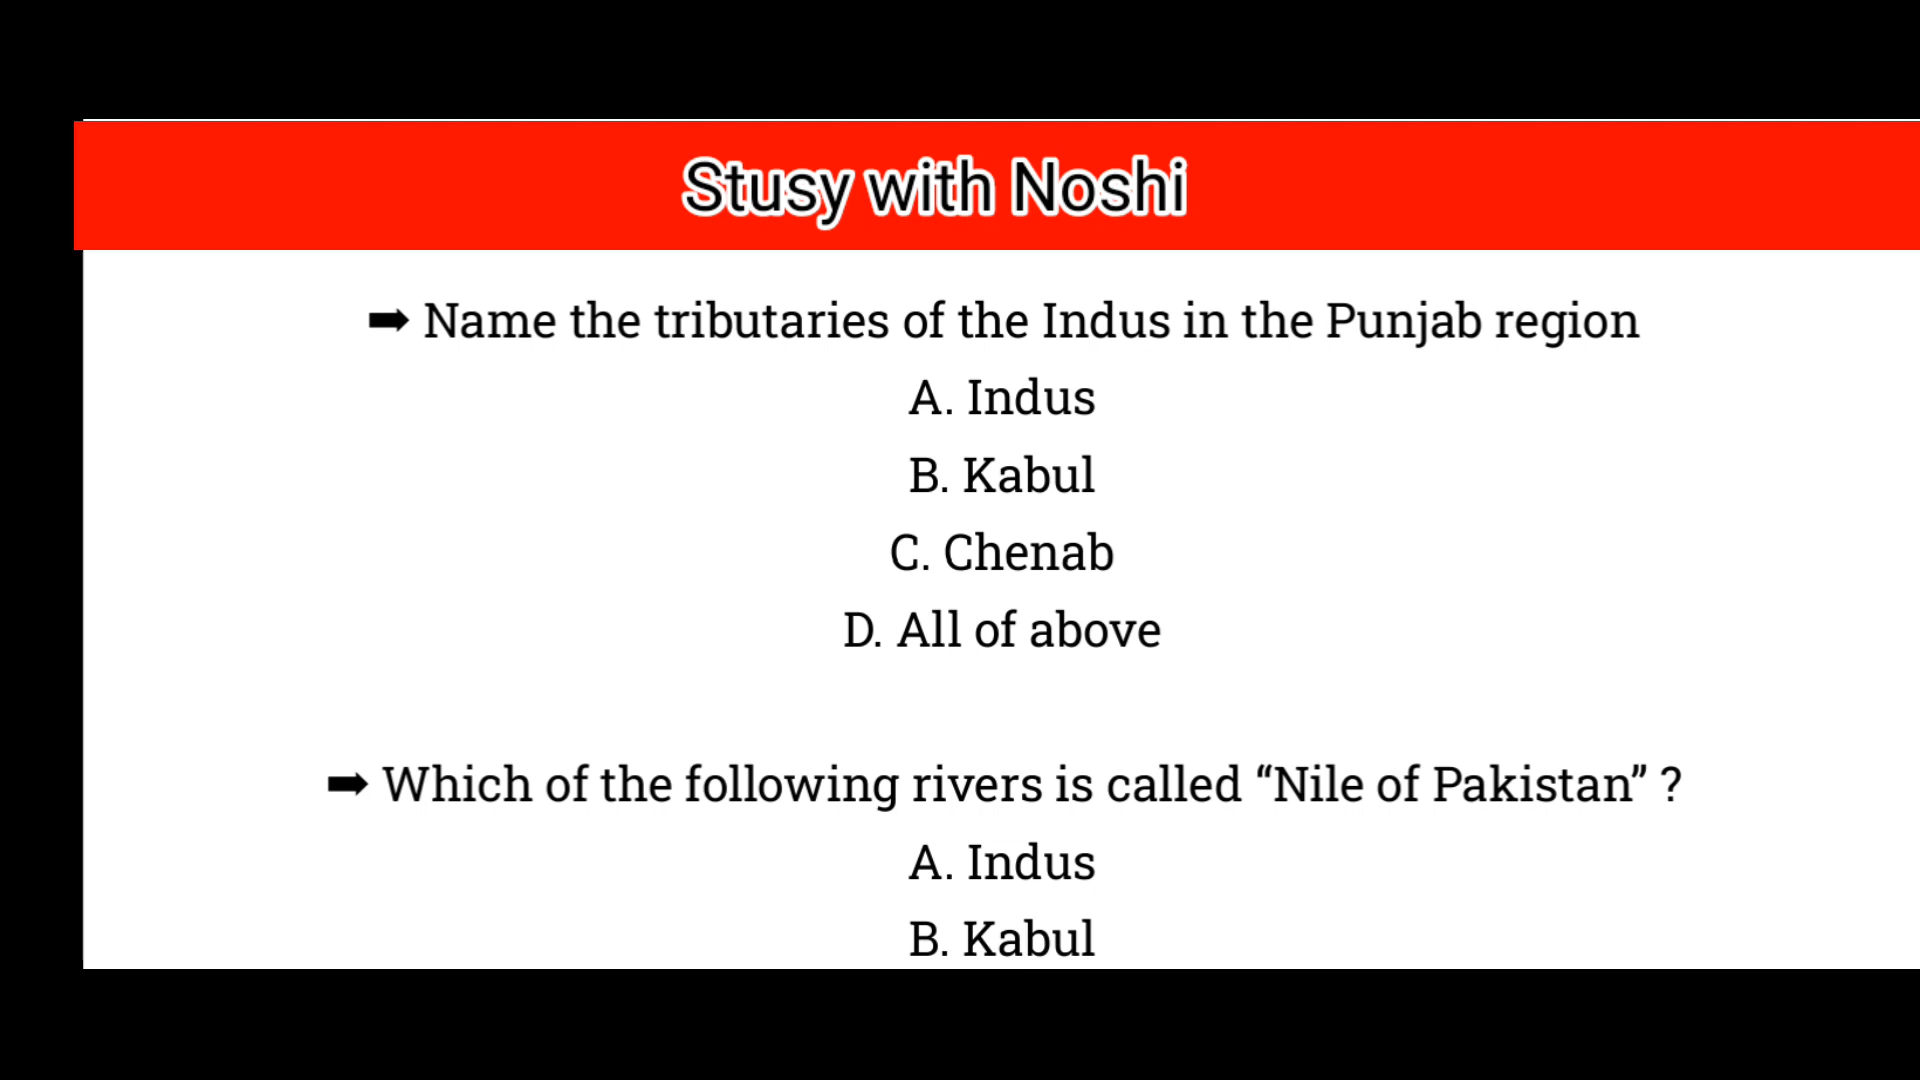 Stusy with Noshi
➡ Name the tributaries of the Indus in the Punjab region
A. Indus
B. Kabul
C. Chenab
D. All of above
➡ Which of the following rivers is called “Nile of Pakistan” ?
A. Indus
B. Kabul